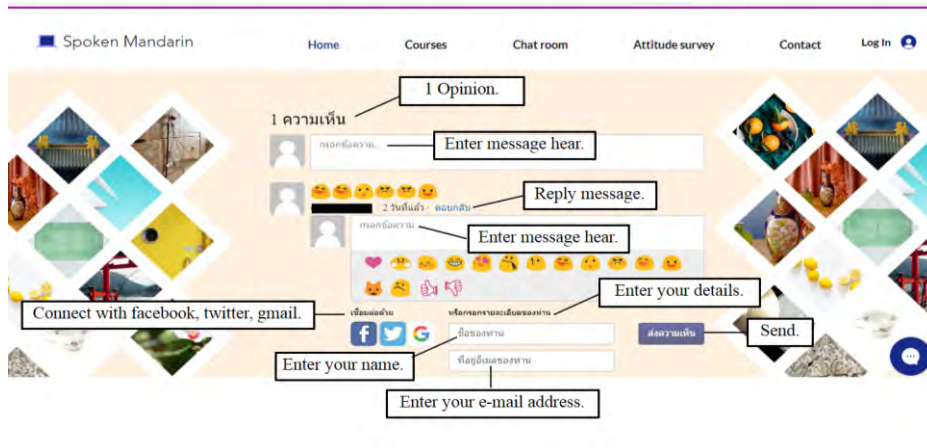 Spoken Mandarin
Home
Courses
Chat room
Attitude survey
Contact
Log In
1 Opinion.
1 ความเห็น
กรอกข้อความ..
Enter message hear.
Reply message.
2 วันที่แล้ว · ตอบกลับ
กรอกข้อความ..
Enter message hear.
Enter your details.
Connect with facebook, twitter, gmail.
เชื่อมต่อด้วย
หรือกรอกรายละเอียดของท่าน
ชื่อของท่าน
ส่งความเห็น
Send.
Enter your name.
ที่อยู่อีเมลของท่าน
Enter your e-mail address.